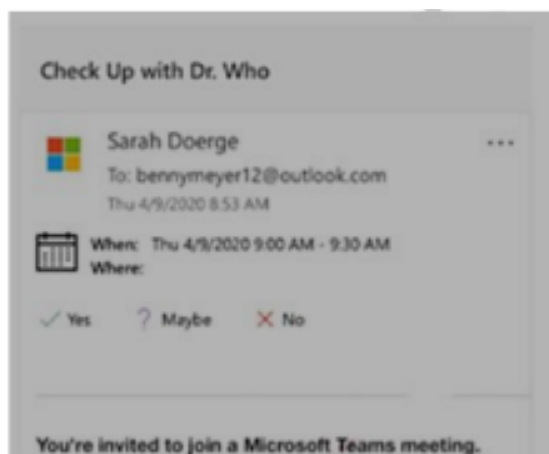 Check Up with Dr. Who
Sarah Doerge
To: bennymeyer12@outlook.com
Thu 4/9/2020 8:53 AM
When: Thu 4/9/2020 9:00 AM - 9:30 AM
Where:
Yes ? Maybe No
You're invited to join a Microsoft Teams meeting.